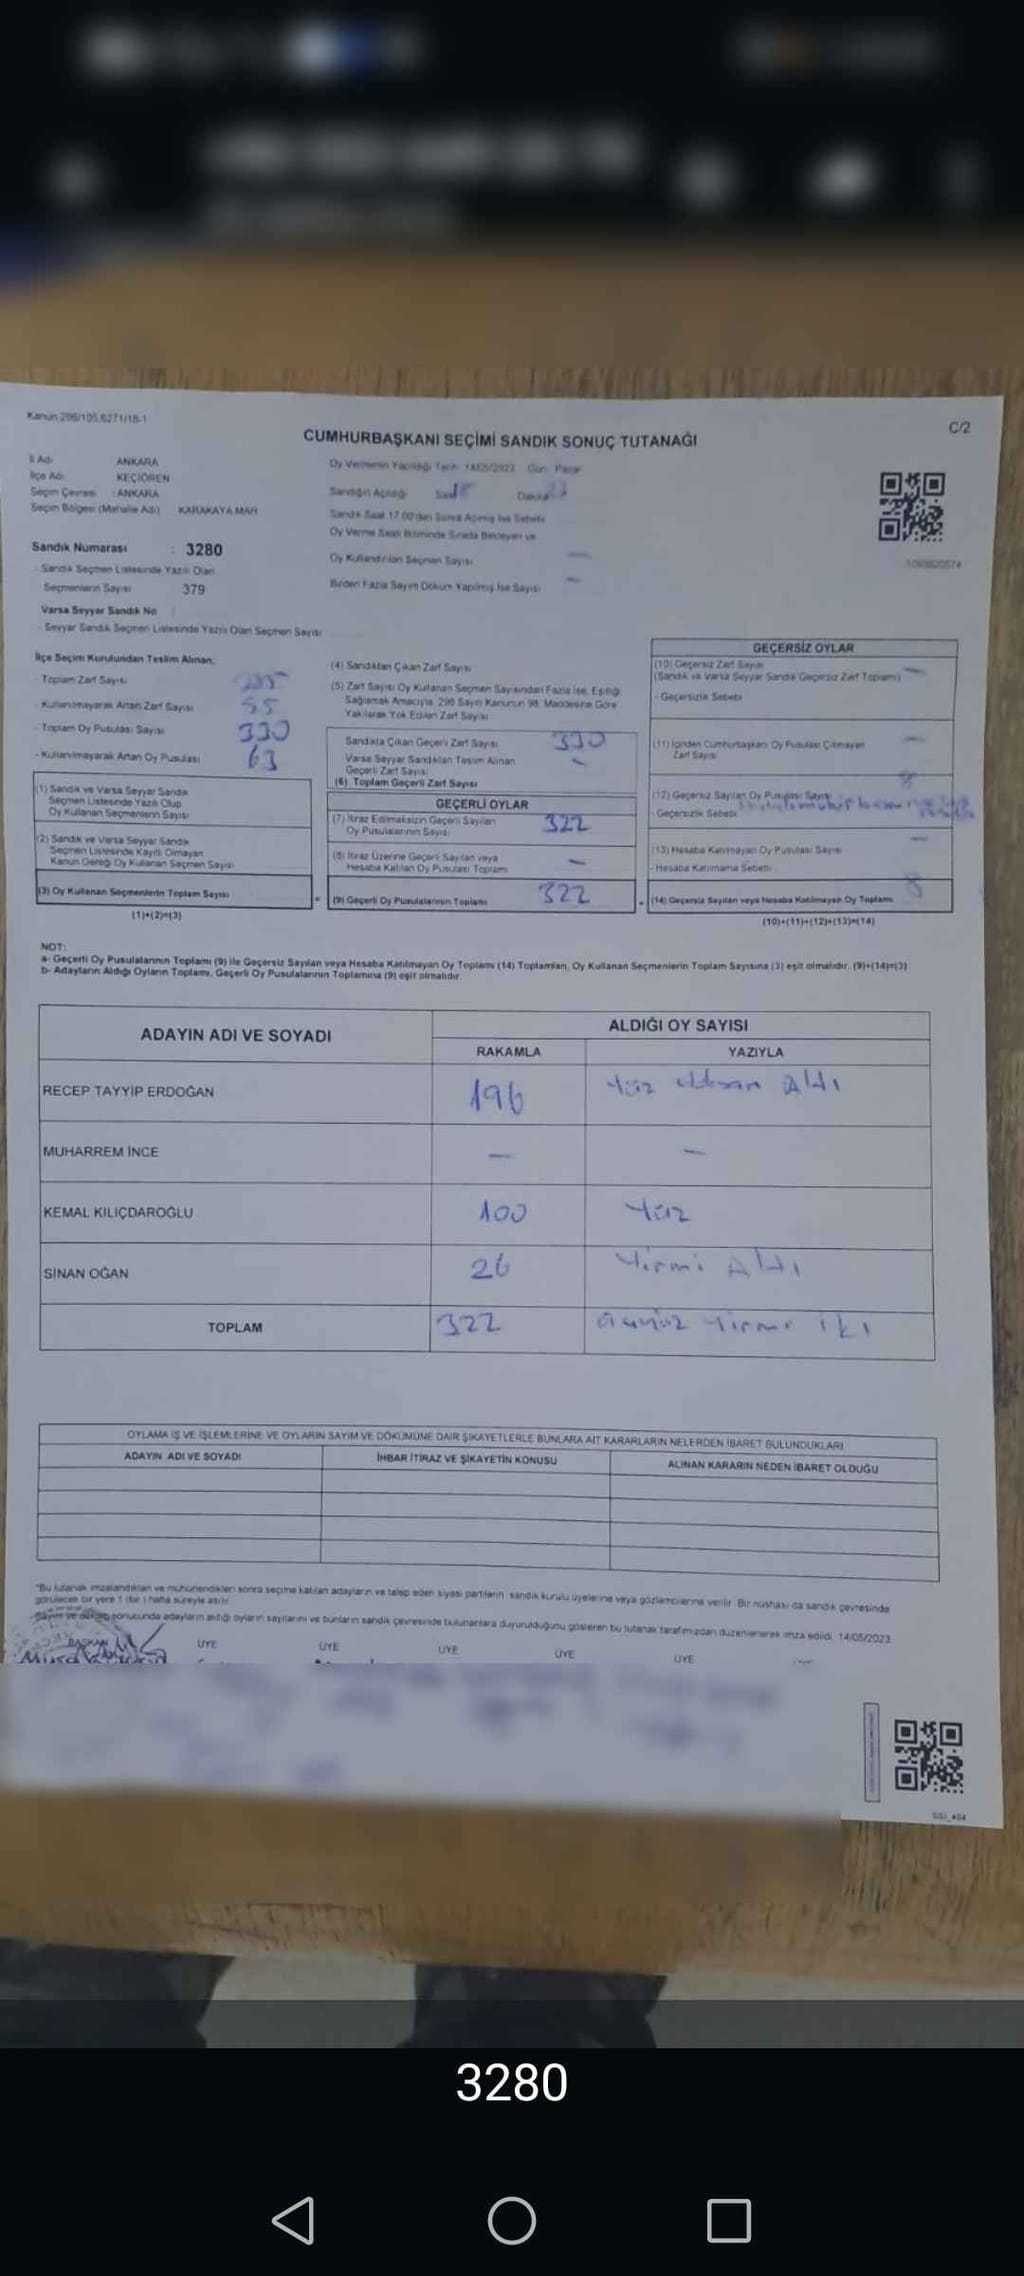 Kanun 296/105,6271/18-1
C/2
CUMHURBAŞKANI SEÇİMİ SANDIK SONUÇ TUTANAĞI
İl Adı ANKARA
İlçe Adı KEÇİÖREN
Seçim Çevresi : ANKARA
Seçim Bölgesi (Mahalle Adı) KARAKAYA MAH
Sandık Numarası : 3280
- Sandık Seçmen Listesinde Yazılı Olan
Seçmenlerin Sayısı 379
Varsa Seyyar Sandık No
- Seyyar Sandık Seçmen Listesinde Yazılı Olan Seçmen Sayısı
Oy Vermenin Yapıldığı Tarih 14/05/2023 Gün: Pazar
Sandığın Açıldığı Saat Dakika
Sandık Saat 17.00'den Sonra Açılmış İse Sebebi
Oy Verme Saati Bitiminde Sırada Bekleyen ve
Oy Kullandırılan Seçmen Sayısı —
Birden Fazla Sayım Döküm Yapılmış İse Sayısı —
İlçe Seçim Kurulundan Teslim Alınan;
- Toplam Zarf Sayısı
- Kullanılmayarak Artan Zarf Sayısı 55
- Toplam Oy Pusulası Sayısı 330
- Kullanılmayarak Artan Oy Pusulası 63
(1) Sandık ve Varsa Seyyar Sandık
Seçmen Listesinde Yazılı Olup
Oy Kullanan Seçmenlerin Sayısı
(2) Sandık ve Varsa Seyyar Sandık
Seçmen Listesinde Kayıtlı Olmayan
Kanun Gereği Oy Kullanan Seçmen Sayısı
(3) Oy Kullanan Seçmenlerin Toplam Sayısı
(1)+(2)=(3)
(4) Sandıktan Çıkan Zarf Sayısı
(5) Zarf Sayısı Oy Kullanan Seçmen Sayısından Fazla ise, Eşitliği
Sağlamak Amacıyla 298 Sayılı Kanunun 98. Maddesine Göre
Yakılarak Yok Edilen Zarf Sayısı
Sandıkta Çıkan Geçerli Zarf Sayısı 330
Varsa Seyyar Sandıktan Teslim Alınan
Geçerli Zarf Sayısı -
(6) Toplam Geçerli Zarf Sayısı
GEÇERLİ OYLAR
(7) İtiraz Edilmeksizin Geçerli Sayılan
Oy Pusulalarının Sayısı 322
(8) İtiraz Üzerine Geçerli Sayılan veya
Hesaba Katılan Oy Pusulası Toplamı —
(9) Geçerli Oy Pusulalarının Toplamı 322
GEÇERSİZ OYLAR
(10) Geçersiz Zarf Sayısı —
(Sandık ve Varsa Seyyar Sandık Geçersiz Zarf Toplamı)
- Geçersizlik Sebebi
(11) İçinden Cumhurbaşkanı Oy Pusulası Çıkmayan
Zarf Sayısı —
(12) Geçersiz Sayılan Oy Pusulası Sayısı 8
Geçersizlik Sebebi
(13) Hesaba Katılmayan Oy Pusulası Sayısı —
- Hesaba Katılmama Sebebi
(14) Geçersiz Sayılan veya Hesaba Katılmayan Oy Toplamı 8
(10)+(11)+(12)+(13)=(14)
NOT:
a- Geçerli Oy Pusulalarının Toplamı (9) ile Geçersiz Sayılan veya Hesaba Katılmayan Oy Toplamı (14) Toplamları, Oy Kullanan Seçmenlerin Toplam Sayısına (3) eşit olmalıdır. (9)+(14)=(3)
b- Adayların Aldığı Oyların Toplamı, Geçerli Oy Pusulalarının Toplamına (9) eşit olmalıdır
ADAYIN ADI VE SOYADI ALDIĞI OY SAYISI
RAKAMLA YAZIYLA
RECEP TAYYİP ERDOĞAN 196 Yüz doksan Altı
MUHARREM İNCE — —
KEMAL KILIÇDAROĞLU 100 Yüz
SİNAN OĞAN 26 Yirmi Altı
TOPLAM 322 Üçyüz Yirmi iki
OYLAMA İŞ VE İŞLEMLERİNE VE OYLARIN SAYIM VE DÖKÜMÜNE DAİR ŞİKAYETLERLE BUNLARA AİT KARARLARIN NELERDEN İBARET BULUNDUKLARI
ADAYIN ADI VE SOYADI İHBAR İTİRAZ VE ŞİKAYETİN KONUSU ALINAN KARARIN NEDEN İBARET OLDUĞU
"Bu tutanak imzalandıktan ve mühürlendikten sonra seçime katılan adayların ve talep eden siyasi partilerin sandık kurulu üyelerine veya gözlemcilerine verilir. Bir nüshası da sandık çevresinde
görülecek bir yere 1 (bir) hafta süreyle asılır.
Sayım ve döküm sonucunda adayların aldığı oyların sayılarını ve bunların sandık çevresinde bulunanlara duyurulduğunu gösteren bu tutanak tarafımızdan düzenlenerek imza edildi. 14/05/2023
BAŞKAN ÜYE ÜYE ÜYE ÜYE ÜYE
3280